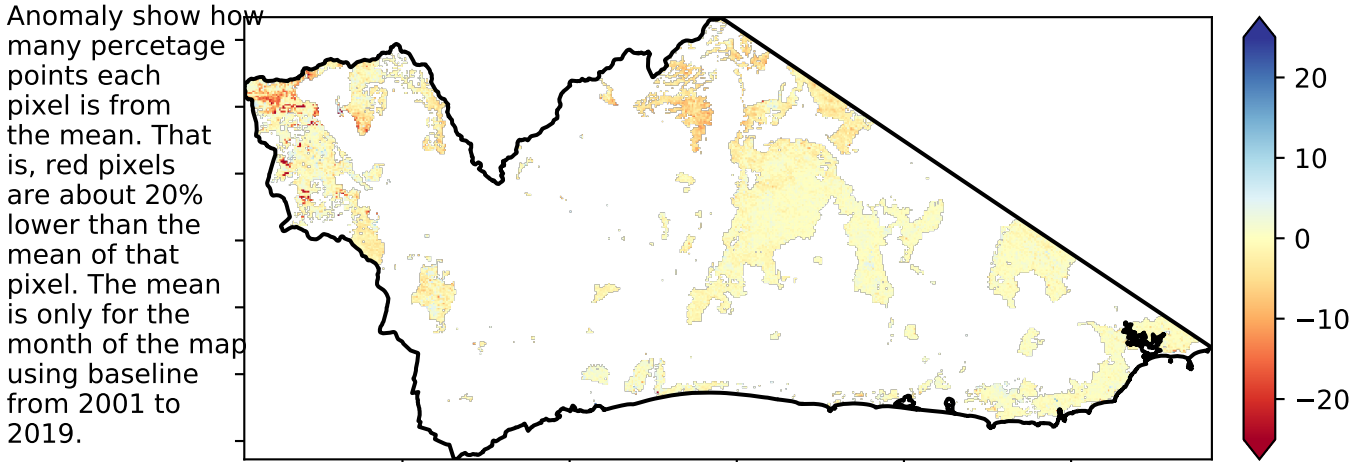 Anomaly show how
many percetage
points each
pixel is from
the mean. That
is, red pixels
are about 20%
lower than the
mean of that
pixel. The mean
is only for the
month of the map
using baseline
from 2001 to
2019.
20
10
0
−10
−20